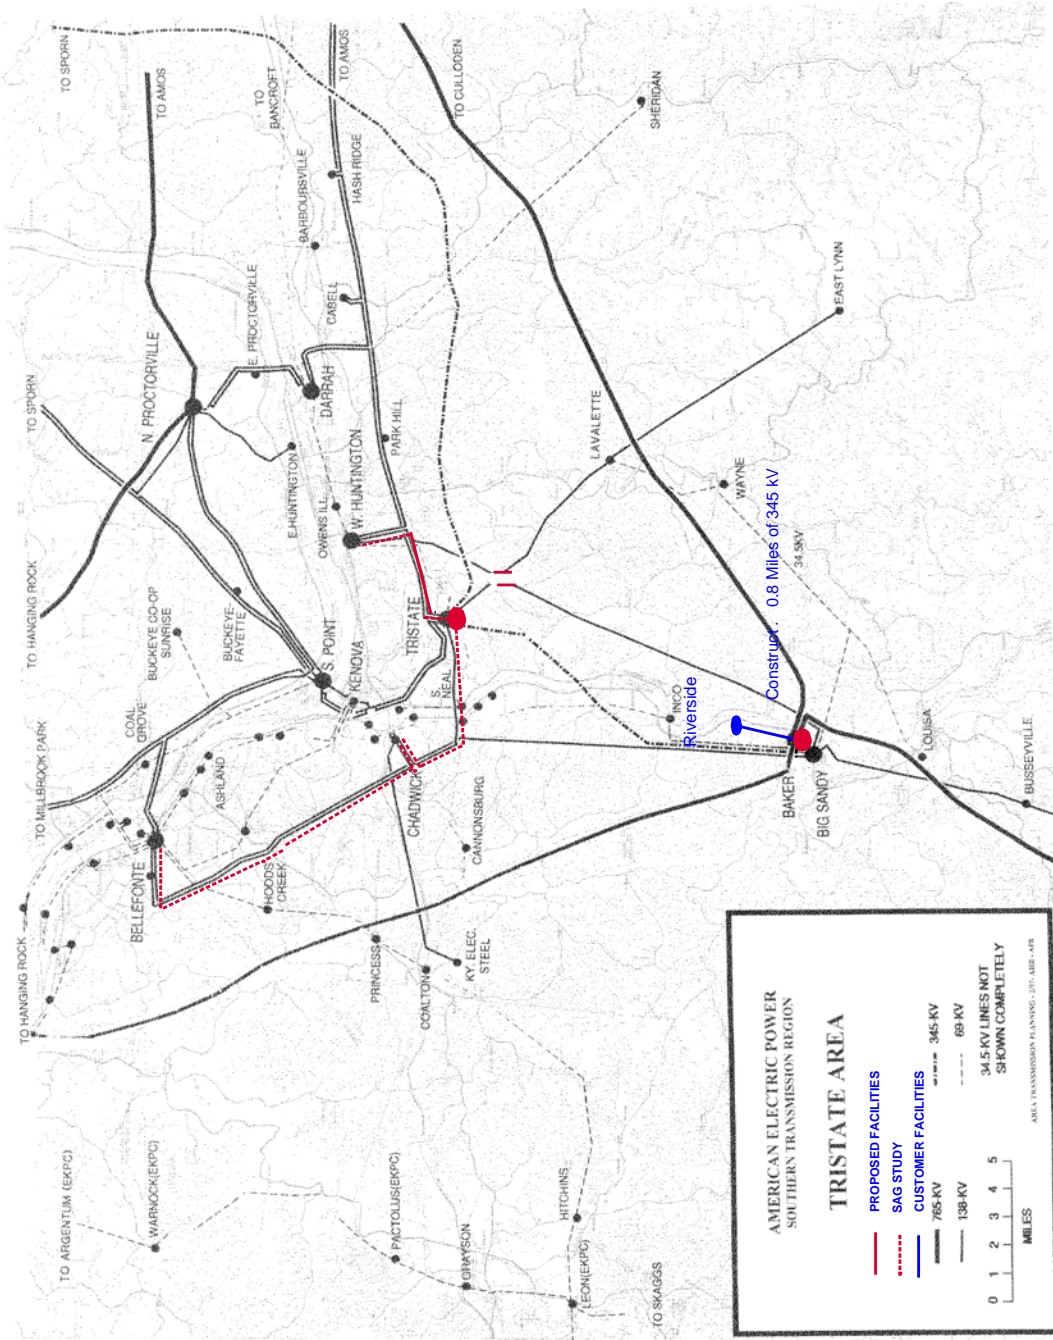 TO SPORN
TO AMOS
TO BANCROFT
TO AMOS
TO CULLODEN
SHERIDAN
HASH RIDGE
BARBOURSVILLE
CABELL
E. PROCTORVILLE
N. PROCTORVILLE
DARRAH
EAST LYNN
TO SPORN
PARK HILL
LAVALETTE
WAYNE
34.5KV
E.HUNTINGTON
OWENS ILL.
W. HUNTINGTON
TO HANGING ROCK
BUCKEYE CO-OP
SUNRISE
BUCKEYE-
FAYETTE
S. POINT
KENOVA
TRISTATE
S.
NEAL
INCO
Riverside
Construct . 0.8 Miles of 345 kV
COAL
GROVE
TO MILLBROOK PARK
ASHLAND
CHADWICK
CANNONSBURG
BAKER
BIG SANDY
LOUISA
BUSSEYVILLE
BELLEFONTE
HOODS
CREEK
PRINCESS
COALTON
KY. ELEC.
STEEL
TO HANGING ROCK
TO ARGENTUM (EKPC)
WARNOCK(EKPC)
PACTOLUS(EKPC)
GRAYSON
HITCHINS
LEON(EKPC)
TO SKAGGS
AMERICAN ELECTRIC POWER
SOUTHERN TRANSMISSION REGION
TRISTATE AREA
PROPOSED FACILITIES
SAG STUDY
CUSTOMER FACILITIES
765-KV 345-KV
138-KV 69-KV
34.5-KV LINES NOT
SHOWN COMPLETELY
0 1 2 3 4 5
MILES
AREA TRANSMISSION PLANNING